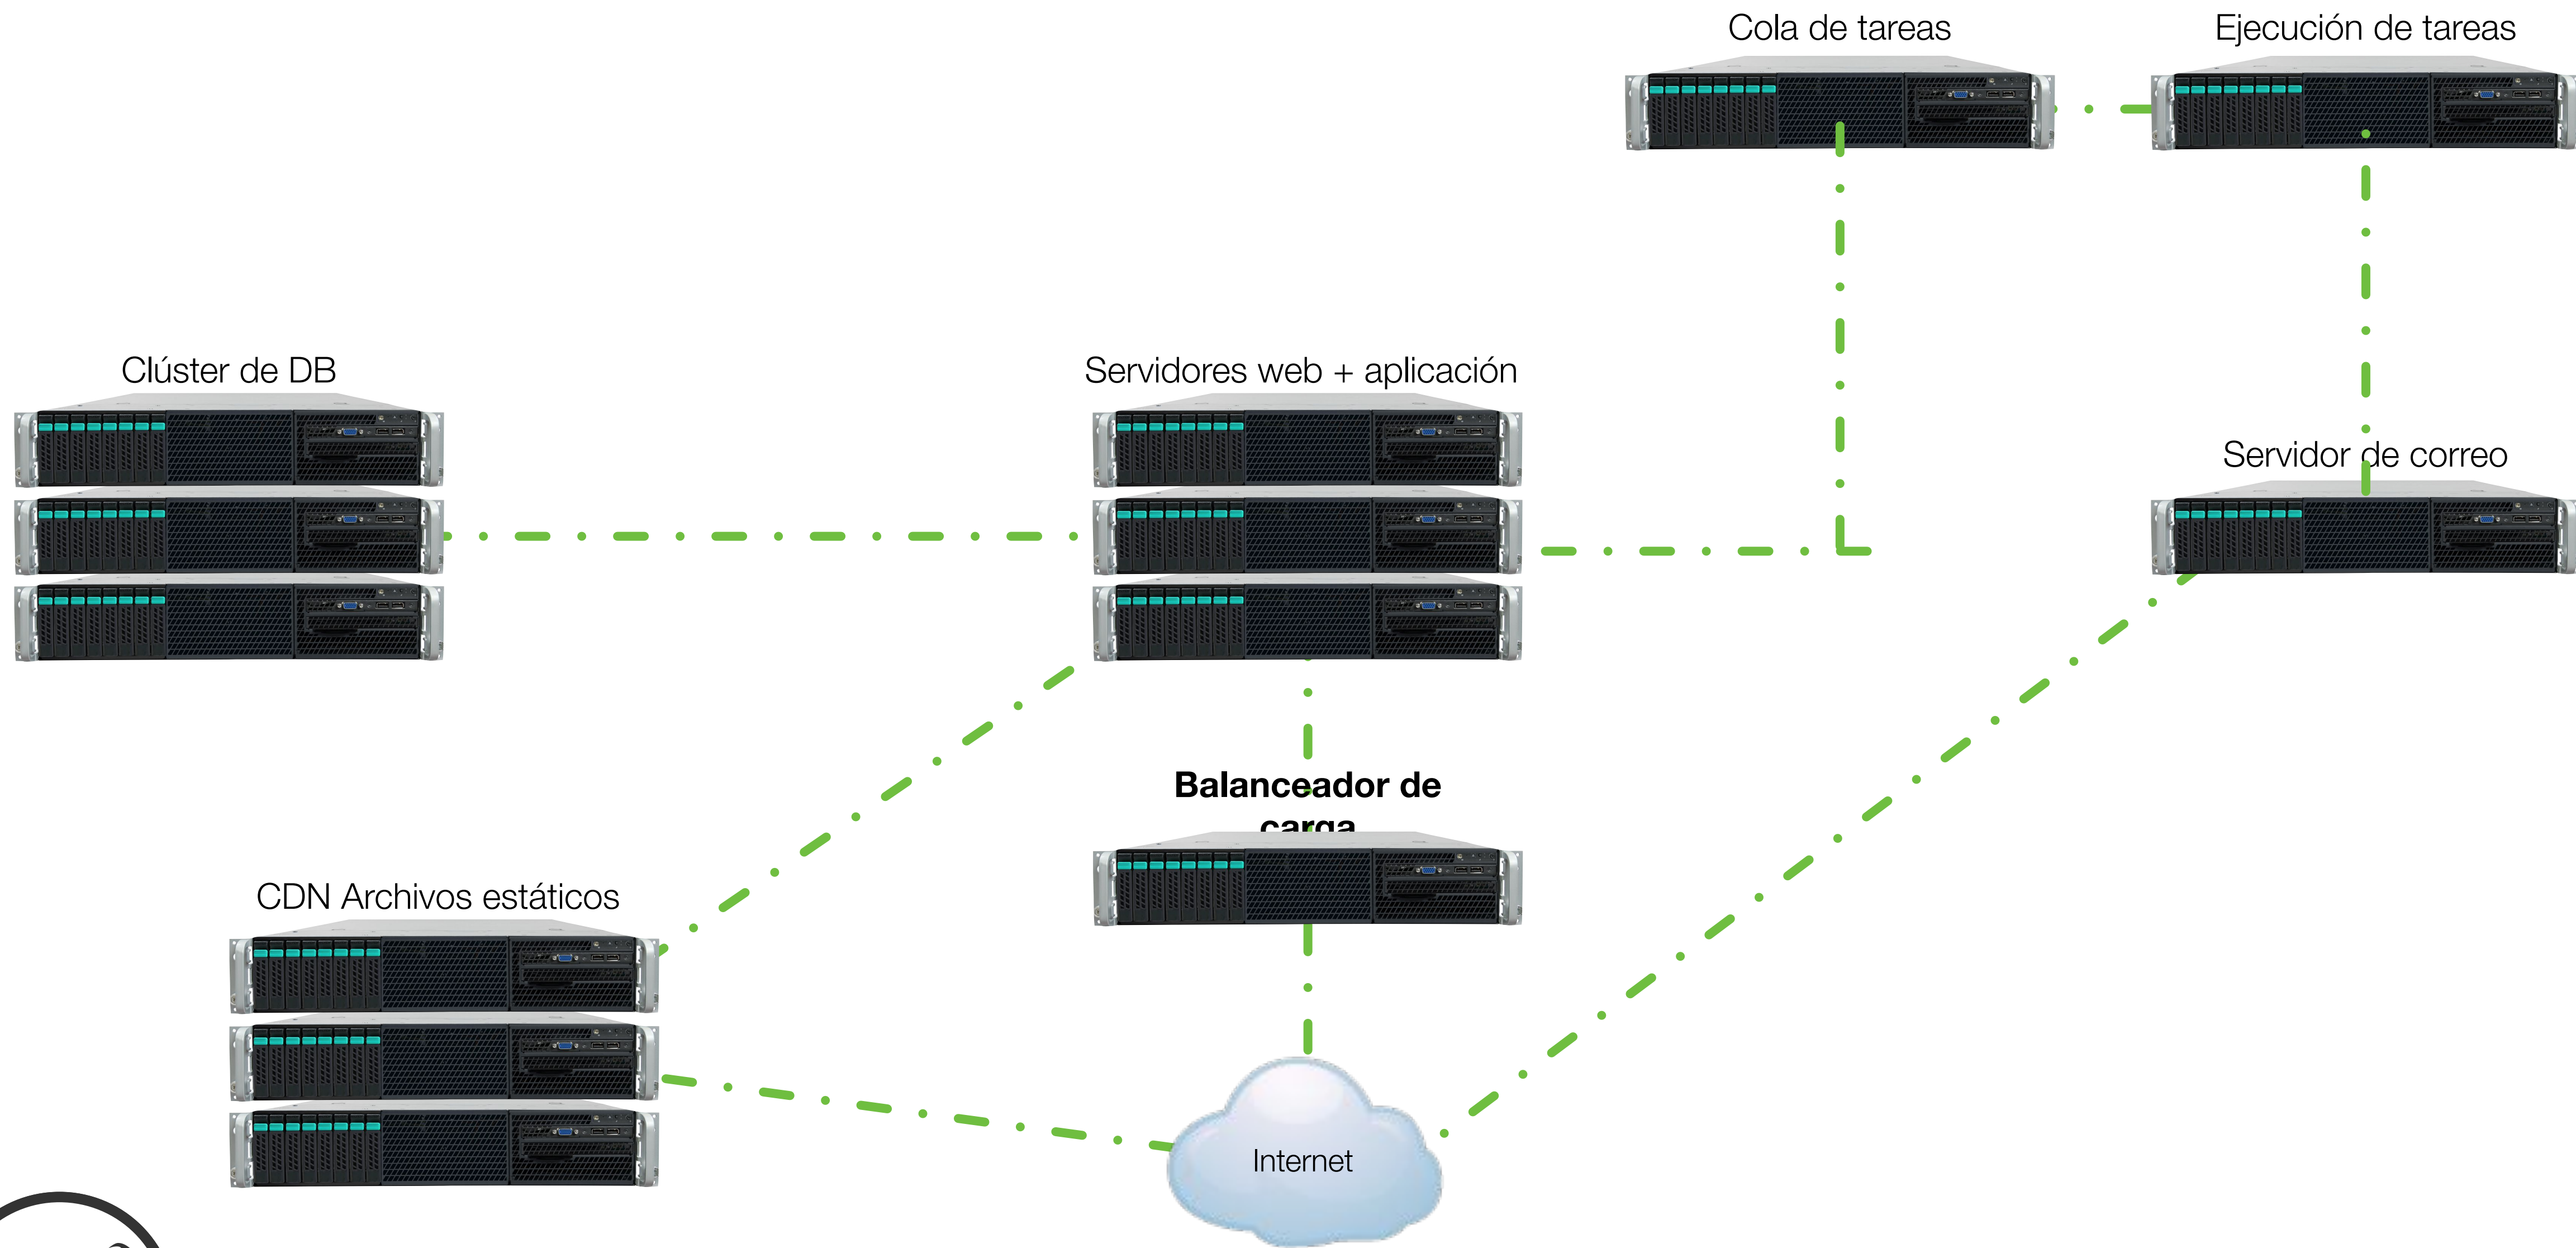 Cola de tareas
Ejecución de tareas
Clúster de DB
Servidores web + aplicación
Servidor de correo
Balanceador de
carga
CDN Archivos estáticos
Internet